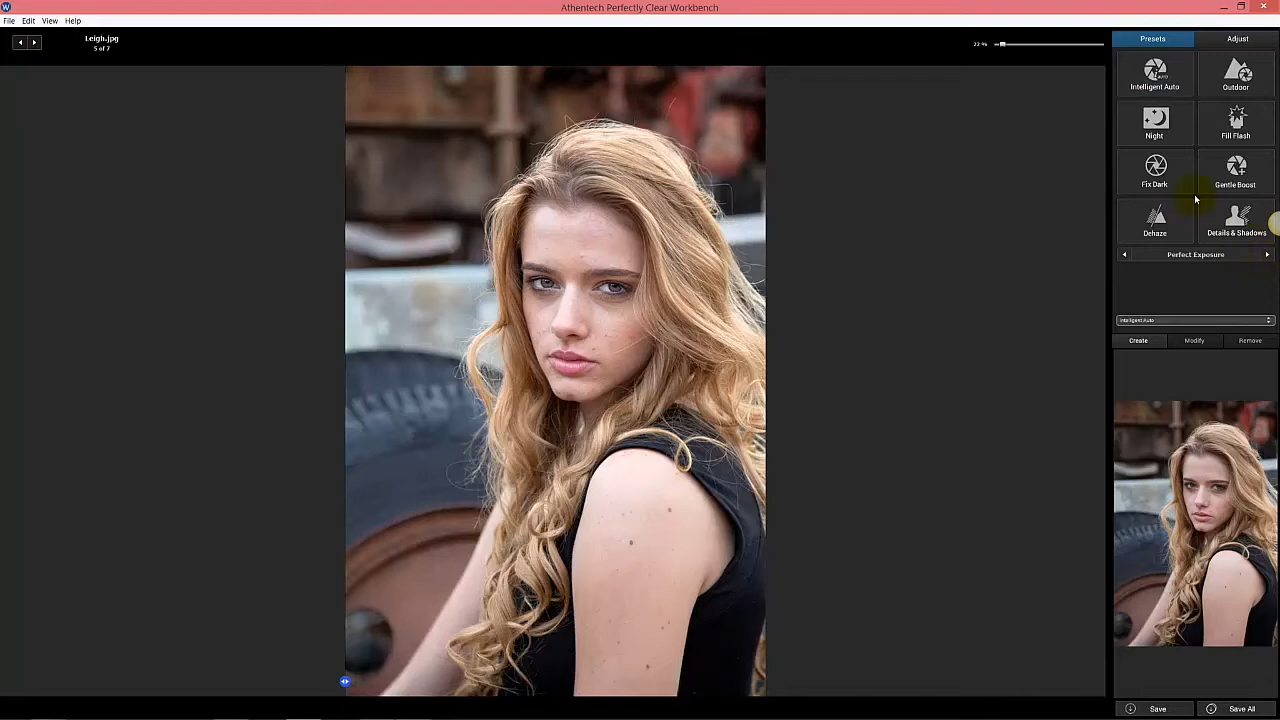 Athentech Perfectly Clear Workbench
File Edit View Help
Leigh.jpg
5 of 7
22 %
Presets Adjust
Intelligent Auto Outdoor
Night Fill Flash
Fix Dark Gentle Boost
Dehaze Details & Shadows
Perfect Exposure
Intelligent Auto
Create Modify Remove
Save Save All